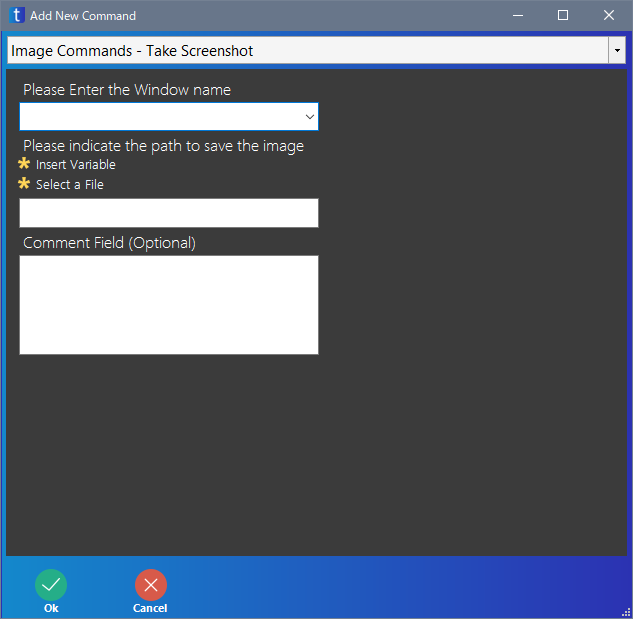 t Add New Command
Image Commands - Take Screenshot
Please Enter the Window name
Please indicate the path to save the image
Insert Variable
Select a File
Comment Field (Optional)
Ok Cancel